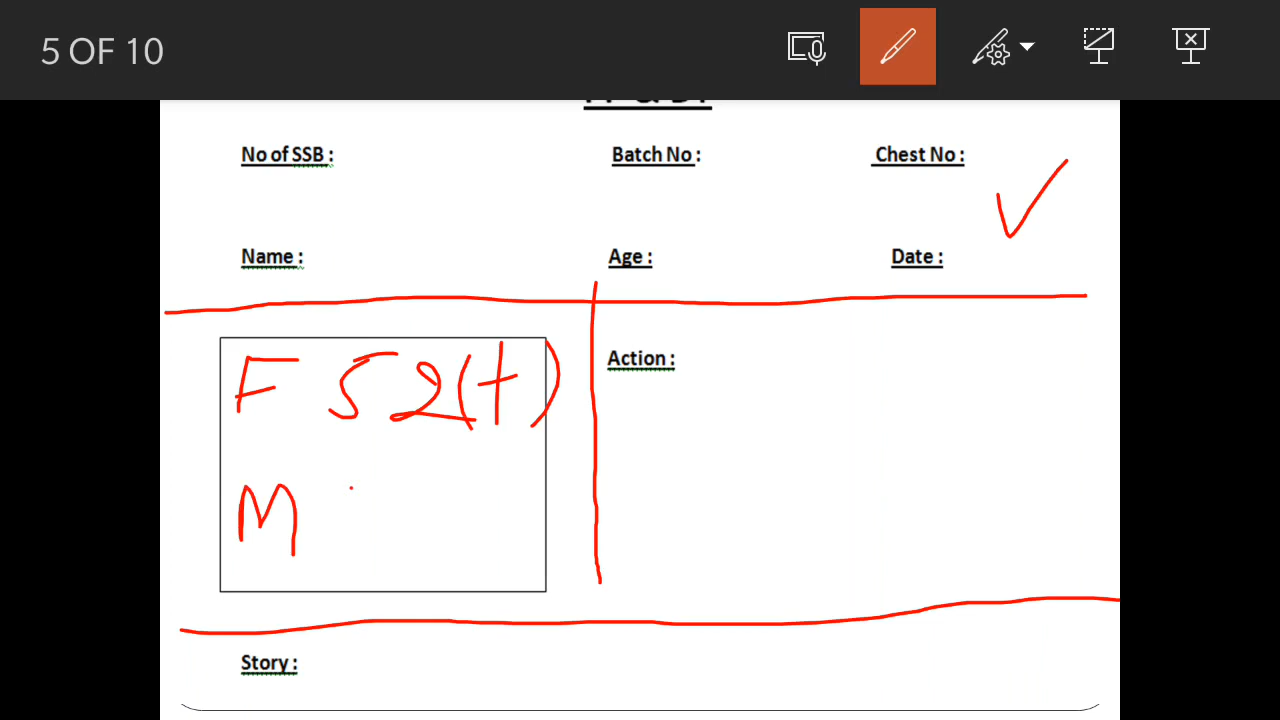 5 OF 10
No of SSB : Batch No : Chest No :
Name : Age : Date :
F 52(+)
Action :
M
Story :